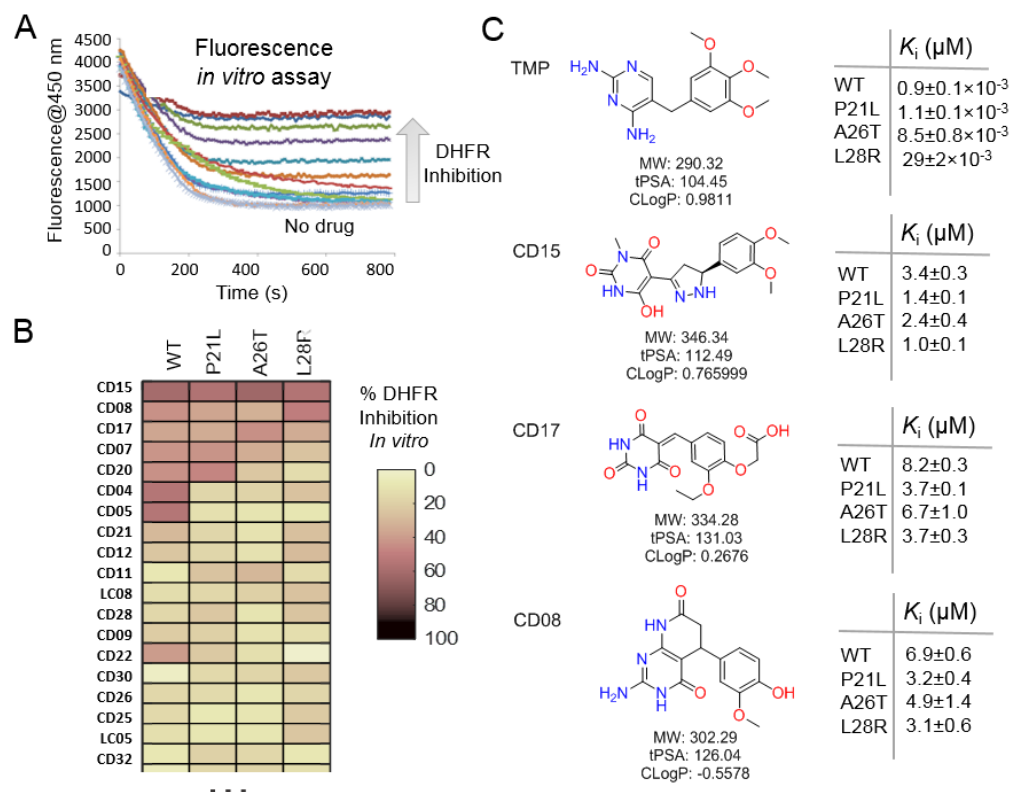 A
Fluorescence
in vitro assay
4500
4000
3500
3000
2500
2000
1500
1000
500
0
Fluorescence@450 nm
DHFR
Inhibition
No drug
0 200 400 600 800
Time (s)
B
WT P21L A26T L28R
CD15
CD08
CD17
CD07
CD20
CD04
CD05
CD21
CD12
CD11
LC08
CD28
CD09
CD22
CD30
CD26
CD25
LC05
CD32
...
% DHFR
Inhibition
In vitro
0
20
40
60
80
100
C
TMP
H2N
N
N
NH2
O
O
O
MW: 290.32
tPSA: 104.45
CLogP: 0.9811
Ki (µM)
WT 0.9±0.1×10-3
P21L 1.1±0.1×10-3
A26T 8.5±0.8×10-3
L28R 29±2×10-3
CD15
O
N
O
HN
OH
N
NH
O
O
MW: 346.34
tPSA: 112.49
CLogP: 0.765999
Ki (µM)
WT 3.4±0.3
P21L 1.4±0.1
A26T 2.4±0.4
L28R 1.0±0.1
CD17
O
HN
O
N
H
O
O
OH
O
O
MW: 334.28
tPSA: 131.03
CLogP: 0.2676
Ki (µM)
WT 8.2±0.3
P21L 3.7±0.1
A26T 6.7±1.0
L28R 3.7±0.3
CD08
O
HN
N
H2N
N
H
O
OH
O
MW: 302.29
tPSA: 126.04
CLogP: -0.5578
Ki (µM)
WT 6.9±0.6
P21L 3.2±0.4
A26T 4.9±1.4
L28R 3.1±0.6